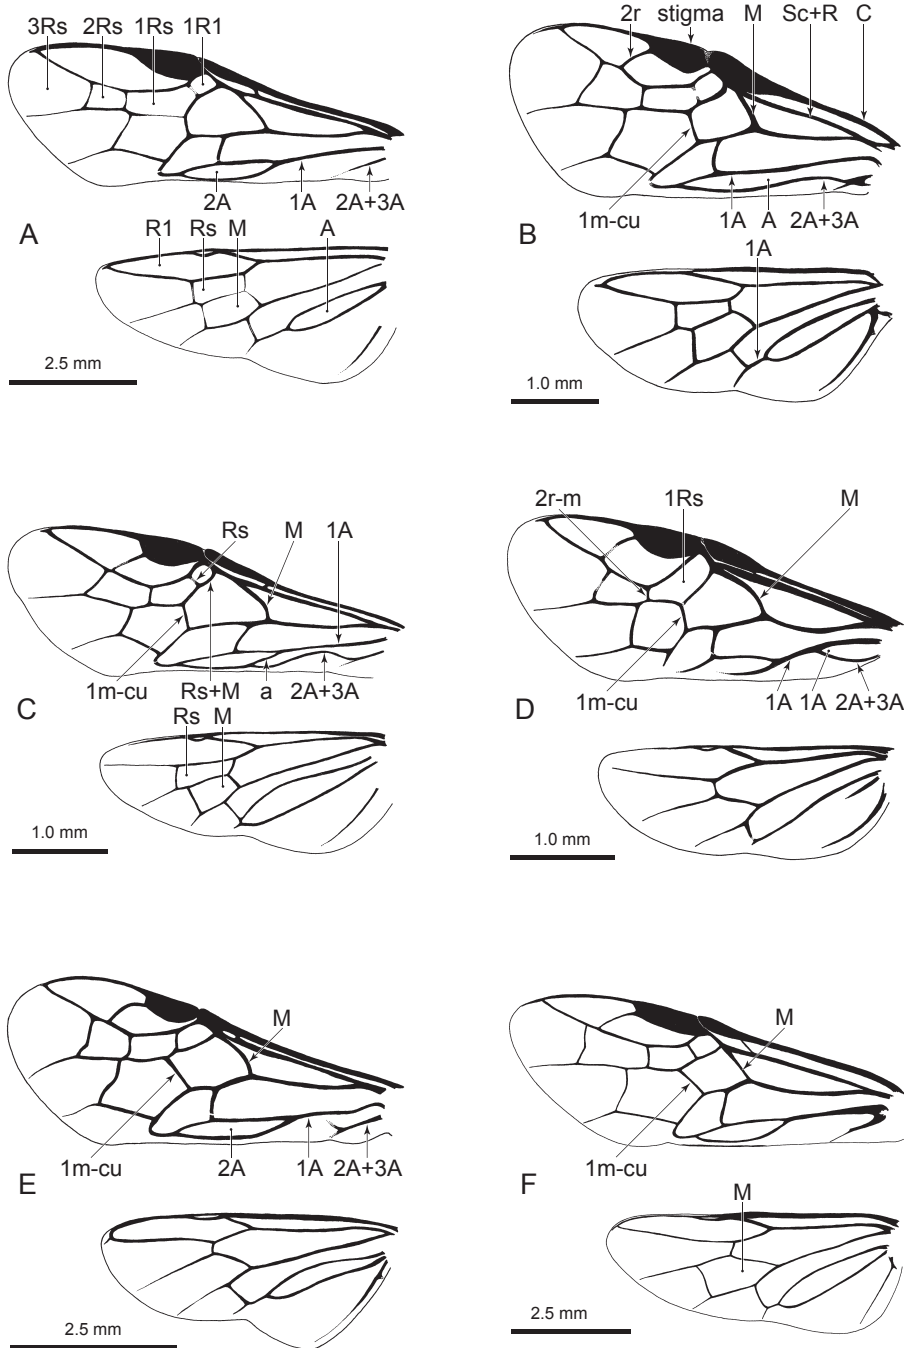 3Rs 2Rs 1Rs 1R1
2A 1A 2A+3A
A
R1 Rs M A
2.5 mm
2r stigma M Sc+R C
1m-cu 1A A 2A+3A
B
1A
1.0 mm
Rs M 1A
1m-cu Rs+M a 2A+3A
C
Rs M
1.0 mm
2r-m 1Rs M
1m-cu 1A 1A 2A+3A
D
1.0 mm
M
1m-cu 2A 1A 2A+3A
E
2.5 mm
M
1m-cu
F
M
2.5 mm